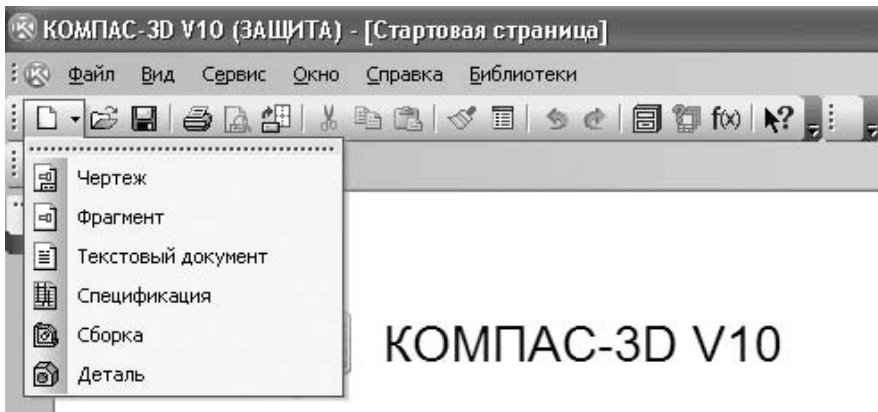 КОМПАС-3D V10 (ЗАЩИТА) - [Стартовая страница]
Файл Вид Сервис Окно Справка Библиотеки
f(x) ?
Чертеж
Фрагмент
Текстовый документ
Спецификация
Сборка
Деталь
КОМПАС-3D V10